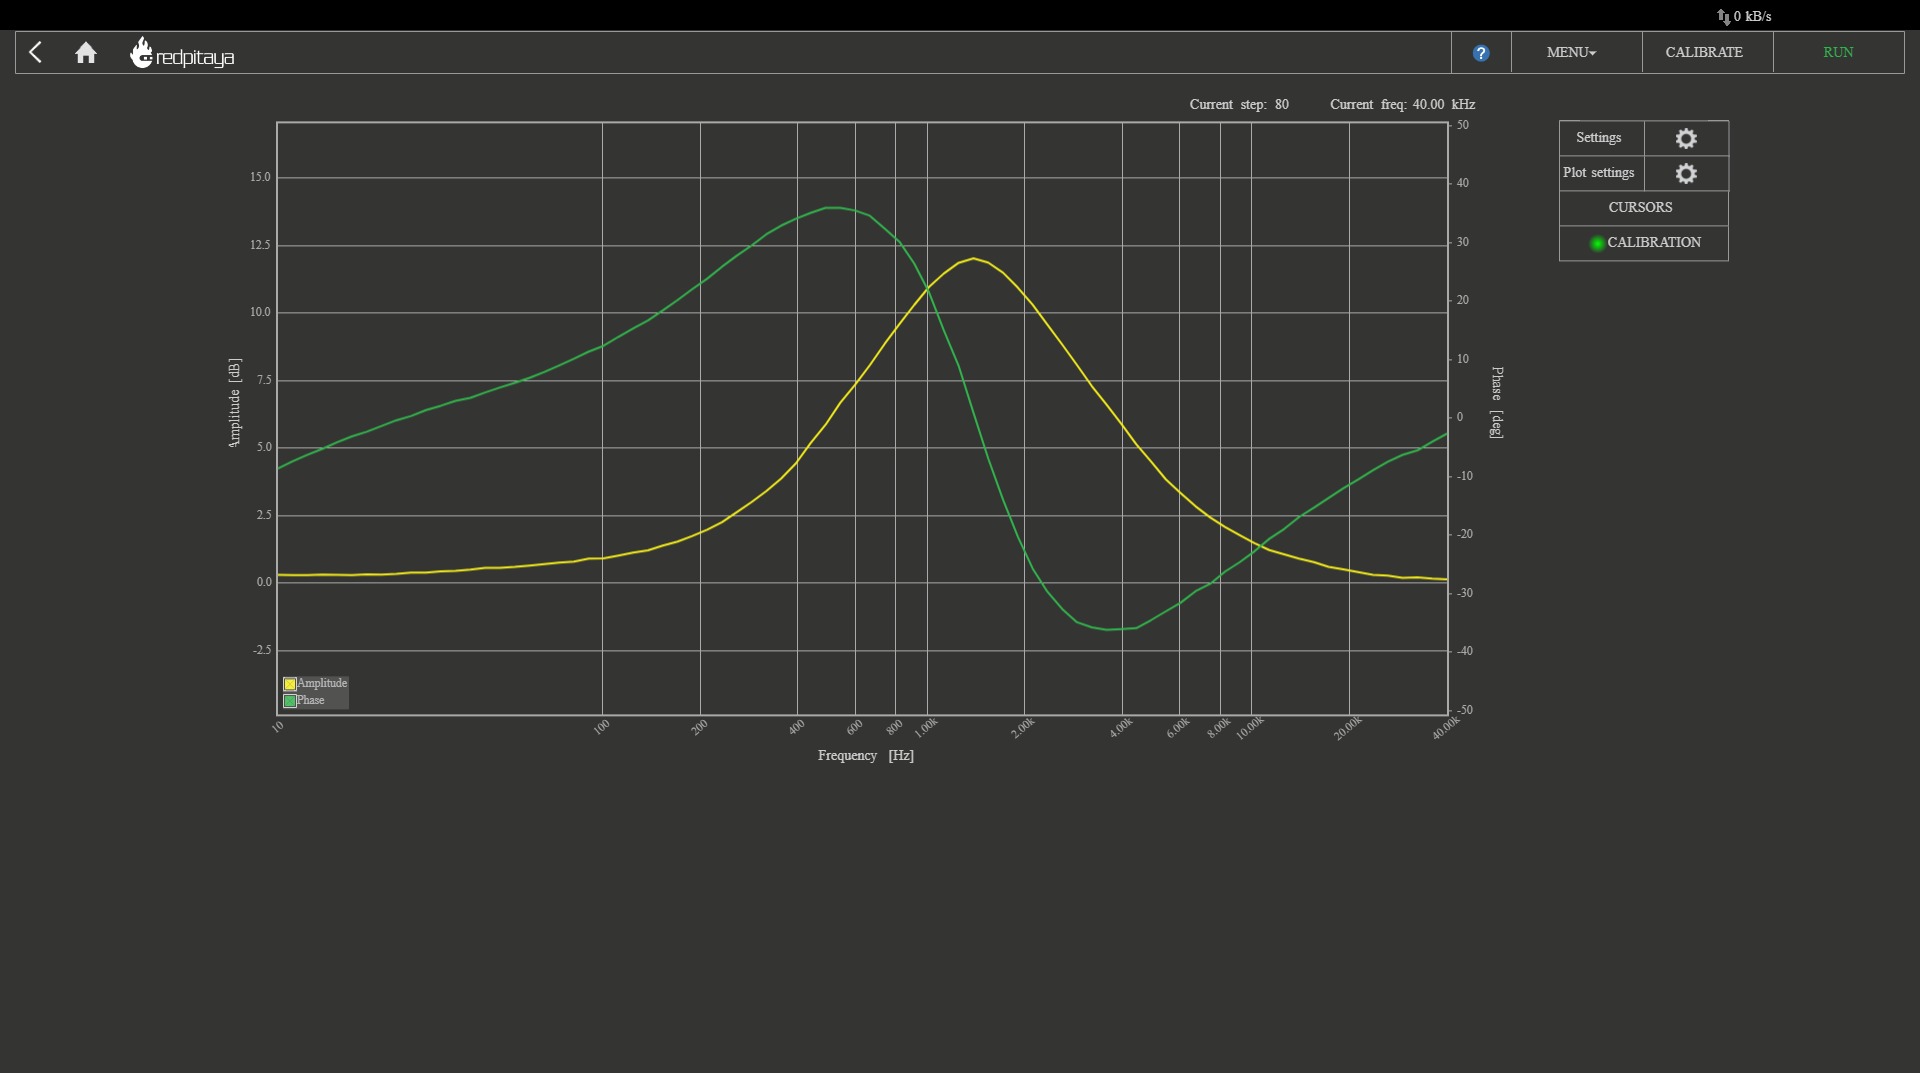 0 kB/s
redpitaya
?
MENU
CALIBRATE
RUN
Current step: 80 Current freq: 40.00 kHz
Settings
Plot settings
CURSORS
CALIBRATION
Amplitude [dB]
15.0
12.5
10.0
7.5
5.0
2.5
0.0
-2.5
50
40
30
20
10
0
-10
-20
-30
-40
-50
Phase [deg]
Amplitude
Phase
10 100 200 400 600 800 1.00k 2.00k 4.00k 6.00k 8.00k 10.00k 20.00k 40.00k
Frequency [Hz]